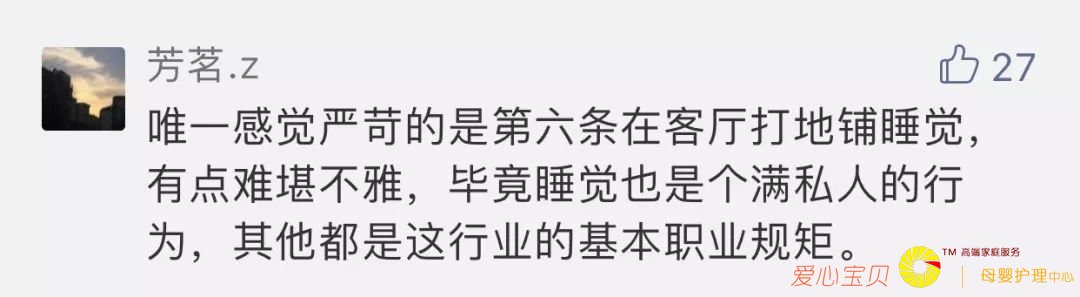 芳茗.z
27
唯一感觉严苛的是第六条在客厅打地铺睡觉，
有点难堪不雅，毕竟睡觉也是个满私人的行
为，其他都是这行业的基本职业规矩。
爱心宝贝
TM 高端家庭服务
母婴护理中心